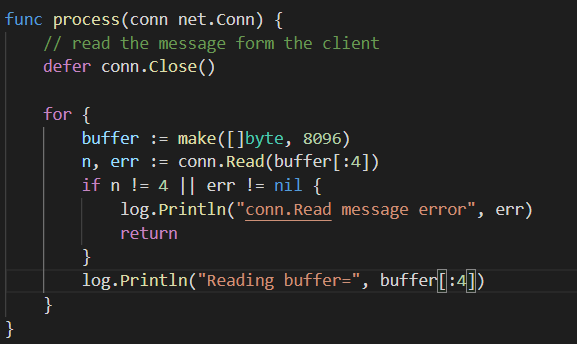 func process(conn net.Conn) {
    // read the message form the client
    defer conn.Close()

    for {
        buffer := make([]byte, 8096)
        n, err := conn.Read(buffer[:4])
        if n != 4 || err != nil {
            log.Println("conn.Read message error", err)
            return
        }
        log.Println("Reading buffer=", buffer[:4])
    }
}